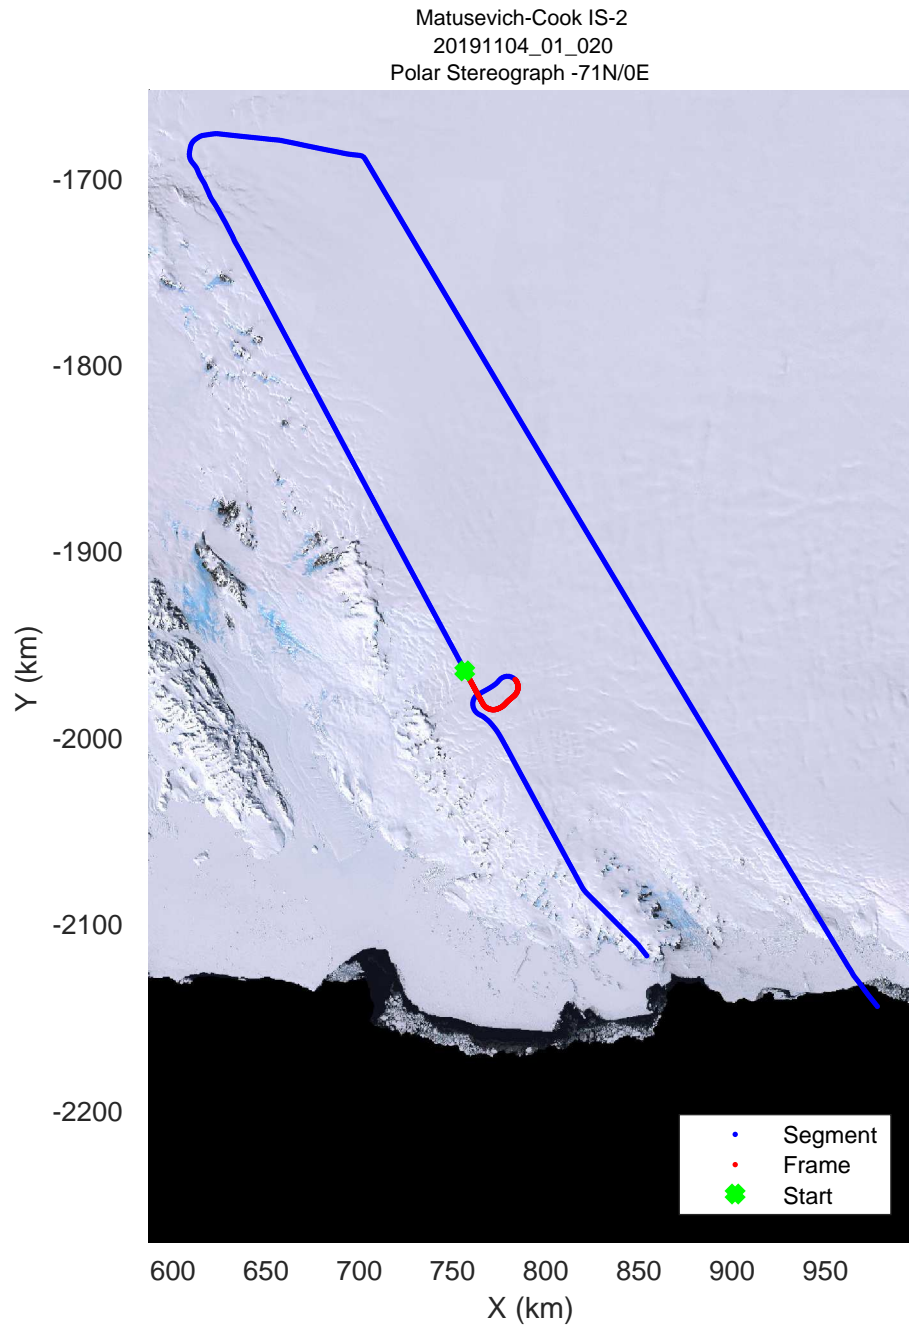 Matusevich-Cook IS-2
20191104_01_020
Polar Stereograph -71N/0E
-1700
-1800
-1900
-2000
-2100
-2200
Y (km)
Segment
Frame
Start
600
650
700
750
800
850
900
950
X (km)